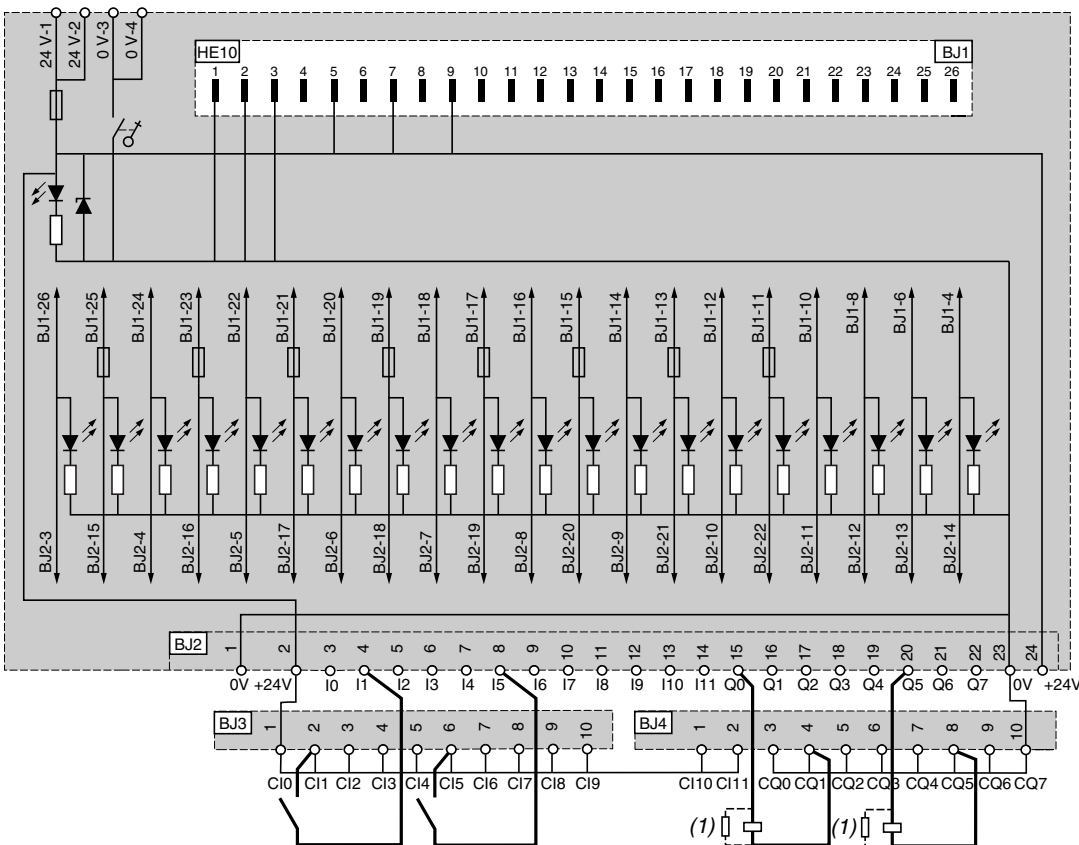 24 V-1
24 V-2
0 V-3
0 V-4
HE10
BJ1
1 2 3 4 5 6 7 8 9 10 11 12 13 14 15 16 17 18 19 20 21 22 23 24 25 26
BJ1-26 BJ1-25 BJ1-24 BJ1-23 BJ1-22 BJ1-21 BJ1-20 BJ1-19 BJ1-18 BJ1-17 BJ1-16 BJ1-15 BJ1-14 BJ1-13 BJ1-12 BJ1-11 BJ1-10 BJ1-8 BJ1-6 BJ1-4
BJ2-3 BJ2-15 BJ2-4 BJ2-16 BJ2-5 BJ2-17 BJ2-6 BJ2-18 BJ2-7 BJ2-19 BJ2-8 BJ2-20 BJ2-9 BJ2-21 BJ2-10 BJ2-22 BJ2-11 BJ2-12 BJ2-13 BJ2-14
BJ2
1 2 3 4 5 6 7 8 9 10 11 12 13 14 15 16 17 18 19 20 21 22 23 24
0V +24V I0 I1 I2 I3 I4 I5 I6 I7 I8 I9 I10 I11 Q0 Q1 Q2 Q3 Q4 Q5 Q6 Q7 0V +24V
BJ3
1 2 3 4 5 6 7 8 9 10
BJ4
1 2 3 4 5 6 7 8 9 10
CI0 CI1 CI2 CI3 CI4 CI5 CI6 CI7 CI8 CI9
CI10 CI11 CQ0 CQ1 CQ2 CQ3 CQ4 CQ5 CQ6 CQ7
(1)
(1)